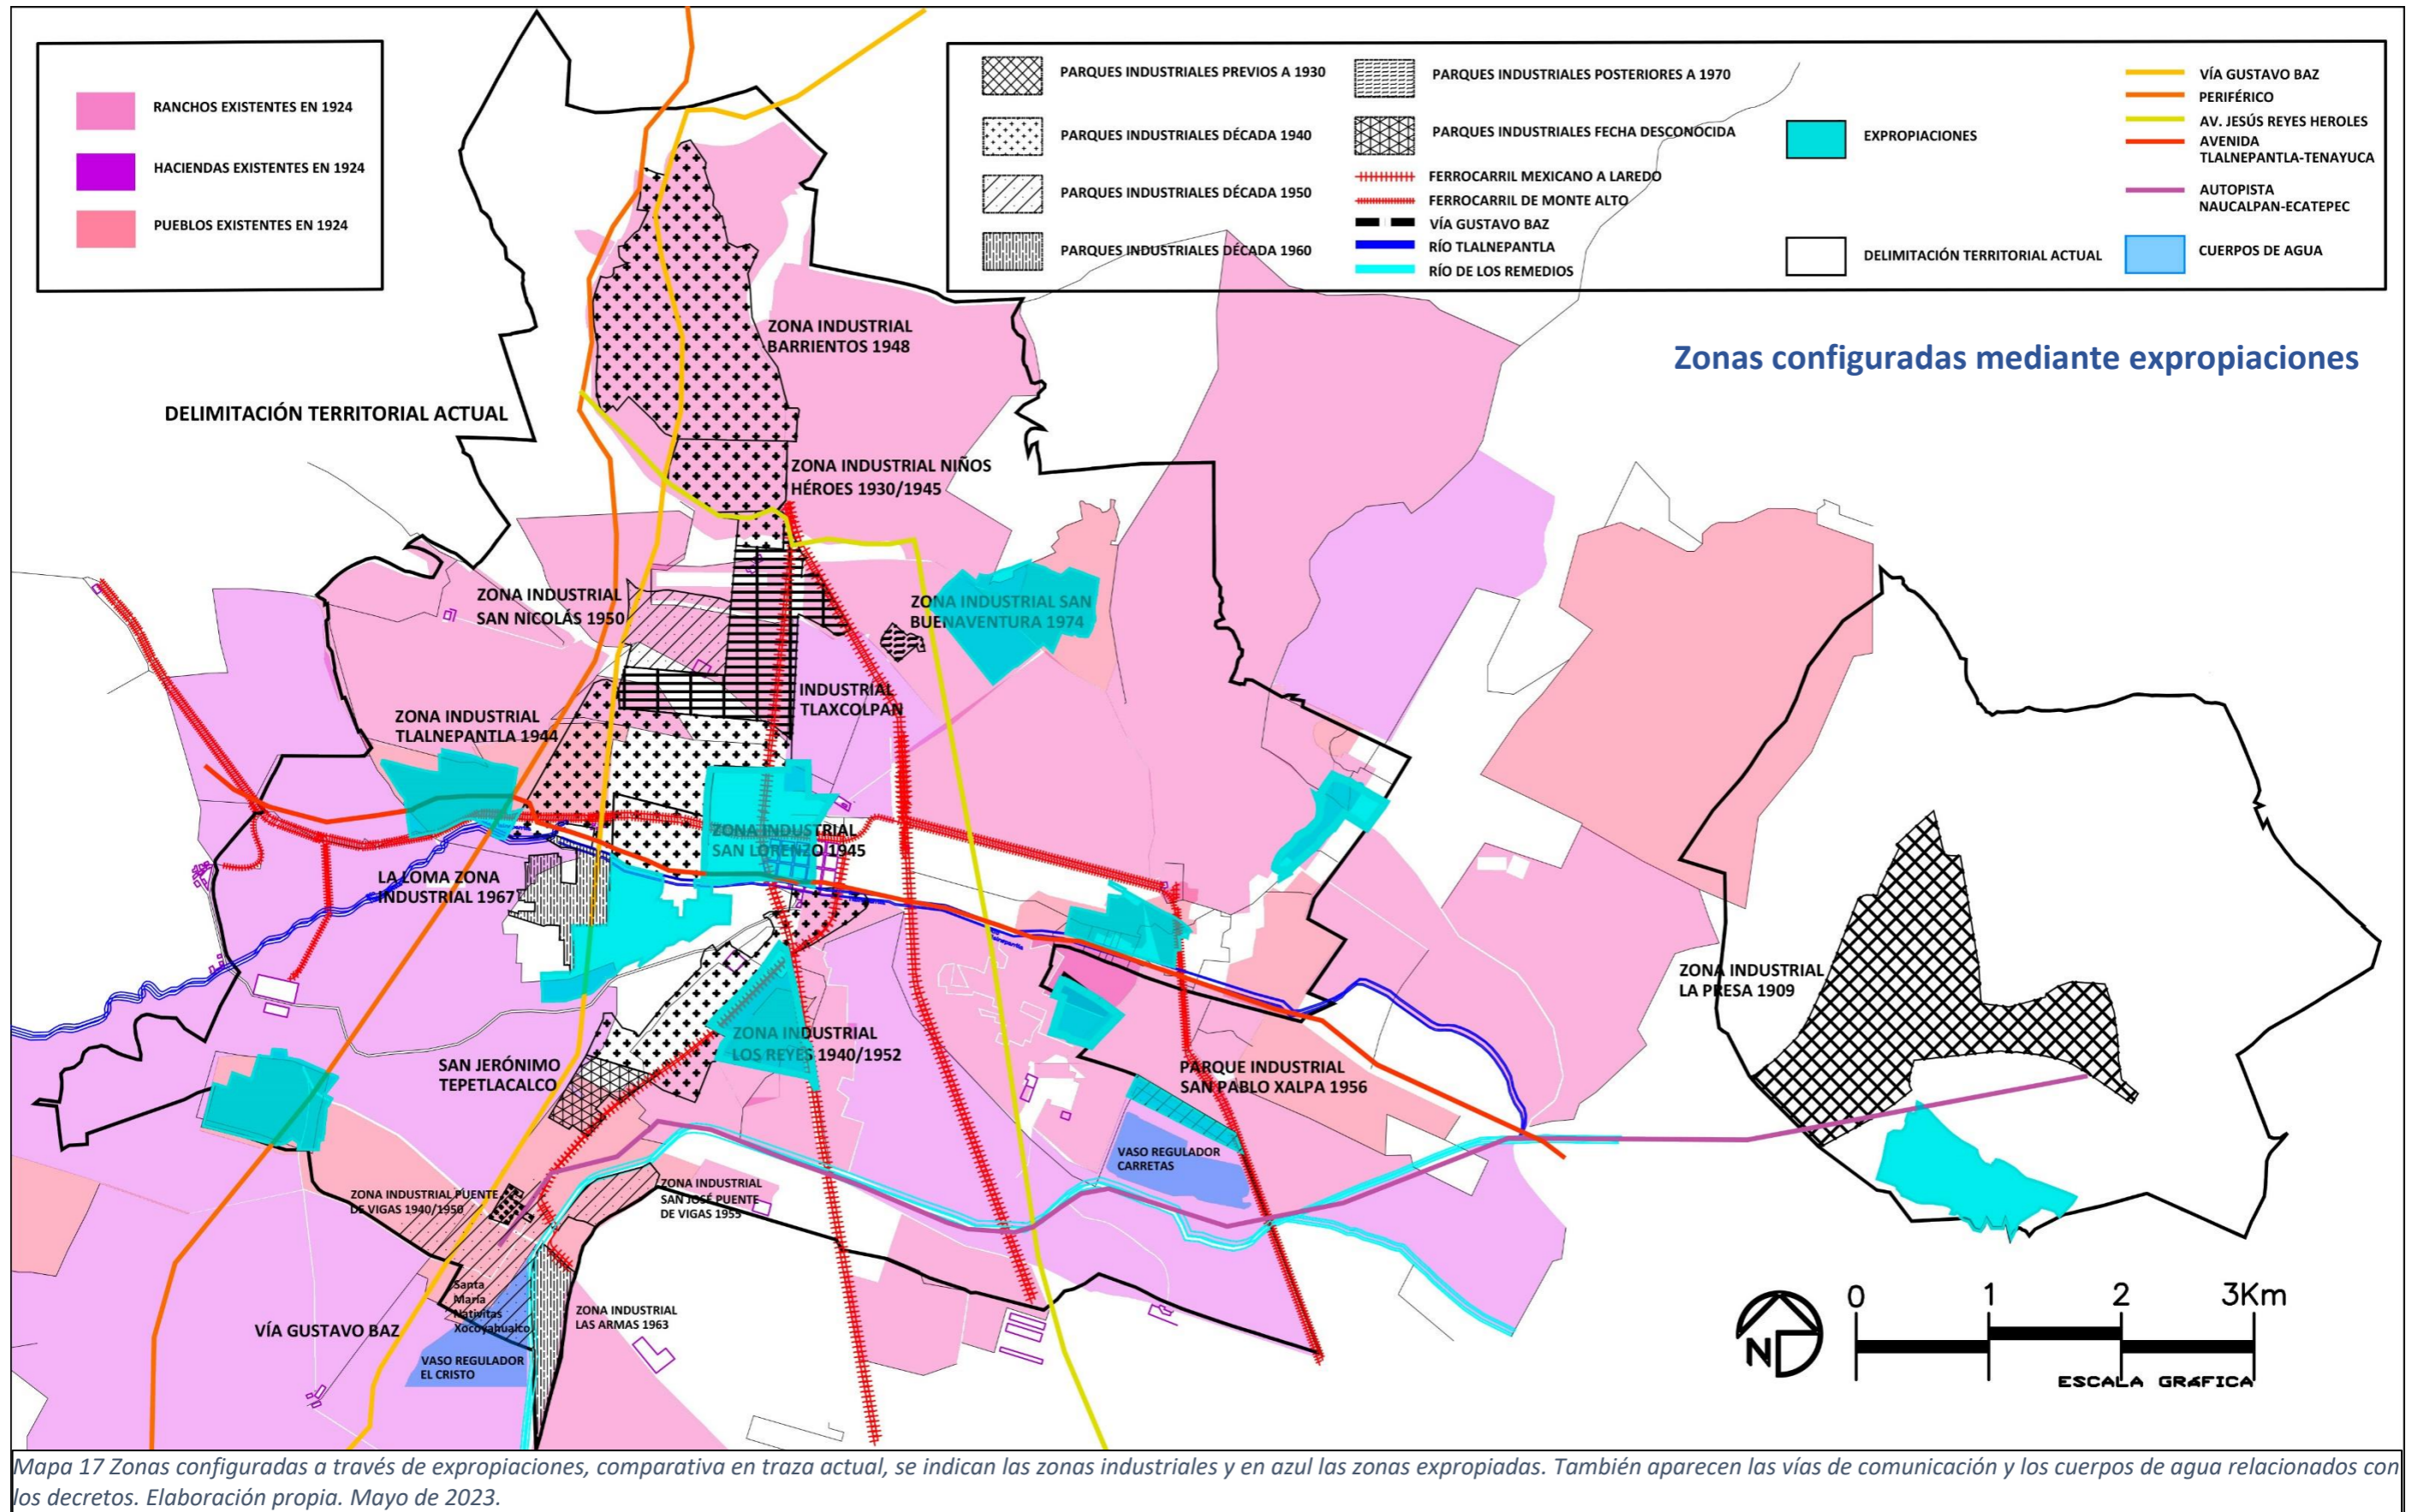 RANCHOS EXISTENTES EN 1924
HACIENDAS EXISTENTES EN 1924
PUEBLOS EXISTENTES EN 1924
PARQUES INDUSTRIALES PREVIOS A 1930
PARQUES INDUSTRIALES DÉCADA 1940
PARQUES INDUSTRIALES DÉCADA 1950
PARQUES INDUSTRIALES DÉCADA 1960
PARQUES INDUSTRIALES POSTERIORES A 1970
PARQUES INDUSTRIALES FECHA DESCONOCIDA
FERROCARRIL MEXICANO A LAREDO
FERROCARRIL DE MONTE ALTO
VÍA GUSTAVO BAZ
RÍO TLALNEPANTLA
RÍO DE LOS REMEDIOS
EXPROPIACIONES
DELIMITACIÓN TERRITORIAL ACTUAL
VÍA GUSTAVO BAZ
PERIFÉRICO
AV. JESÚS REYES HEROLES
AVENIDA
TLALNEPANTLA-TENAYUCA
AUTOPISTA
NAUCALPAN-ECATEPEC
CUERPOS DE AGUA
Zonas configuradas mediante expropiaciones
ZONA INDUSTRIAL
BARRIENTOS 1948
DELIMITACIÓN TERRITORIAL ACTUAL
ZONA INDUSTRIAL NIÑOS
HÉROES 1930/1945
ZONA INDUSTRIAL
SAN NICOLÁS 1950
ZONA INDUSTRIAL SAN
BUENAVENTURA 1974
INDUSTRIAL
TLAXCOLPAN
ZONA INDUSTRIAL
TLALNEPANTLA 1944
ZONA INDUSTRIAL
SAN LORENZO 1945
LA LOMA ZONA
INDUSTRIAL 1967
ZONA INDUSTRIAL
LA PRESA 1909
ZONA INDUSTRIAL
LOS REYES 1940/1952
SAN JERÓNIMO
TEPETLACALCO
PARQUE INDUSTRIAL
SAN PABLO XALPA 1956
VASO REGULADOR
CARRETAS
ZONA INDUSTRIAL PUENTE
DE VIGAS 1940/1950
ZONA INDUSTRIAL
SAN JOSÉ PUENTE
DE VIGAS 1955
Santa
María
Nativitas
Xocoyahualco
ZONA INDUSTRIAL
LAS ARMAS 1963
VÍA GUSTAVO BAZ
VASO REGULADOR
EL CRISTO
N
0 1 2 3Km
ESCALA GRÁFICA
Mapa 17 Zonas configuradas a través de expropiaciones, comparativa en traza actual, se indican las zonas industriales y en azul las zonas expropiadas. También aparecen las vías de comunicación y los cuerpos de agua relacionados con
los decretos. Elaboración propia. Mayo de 2023.